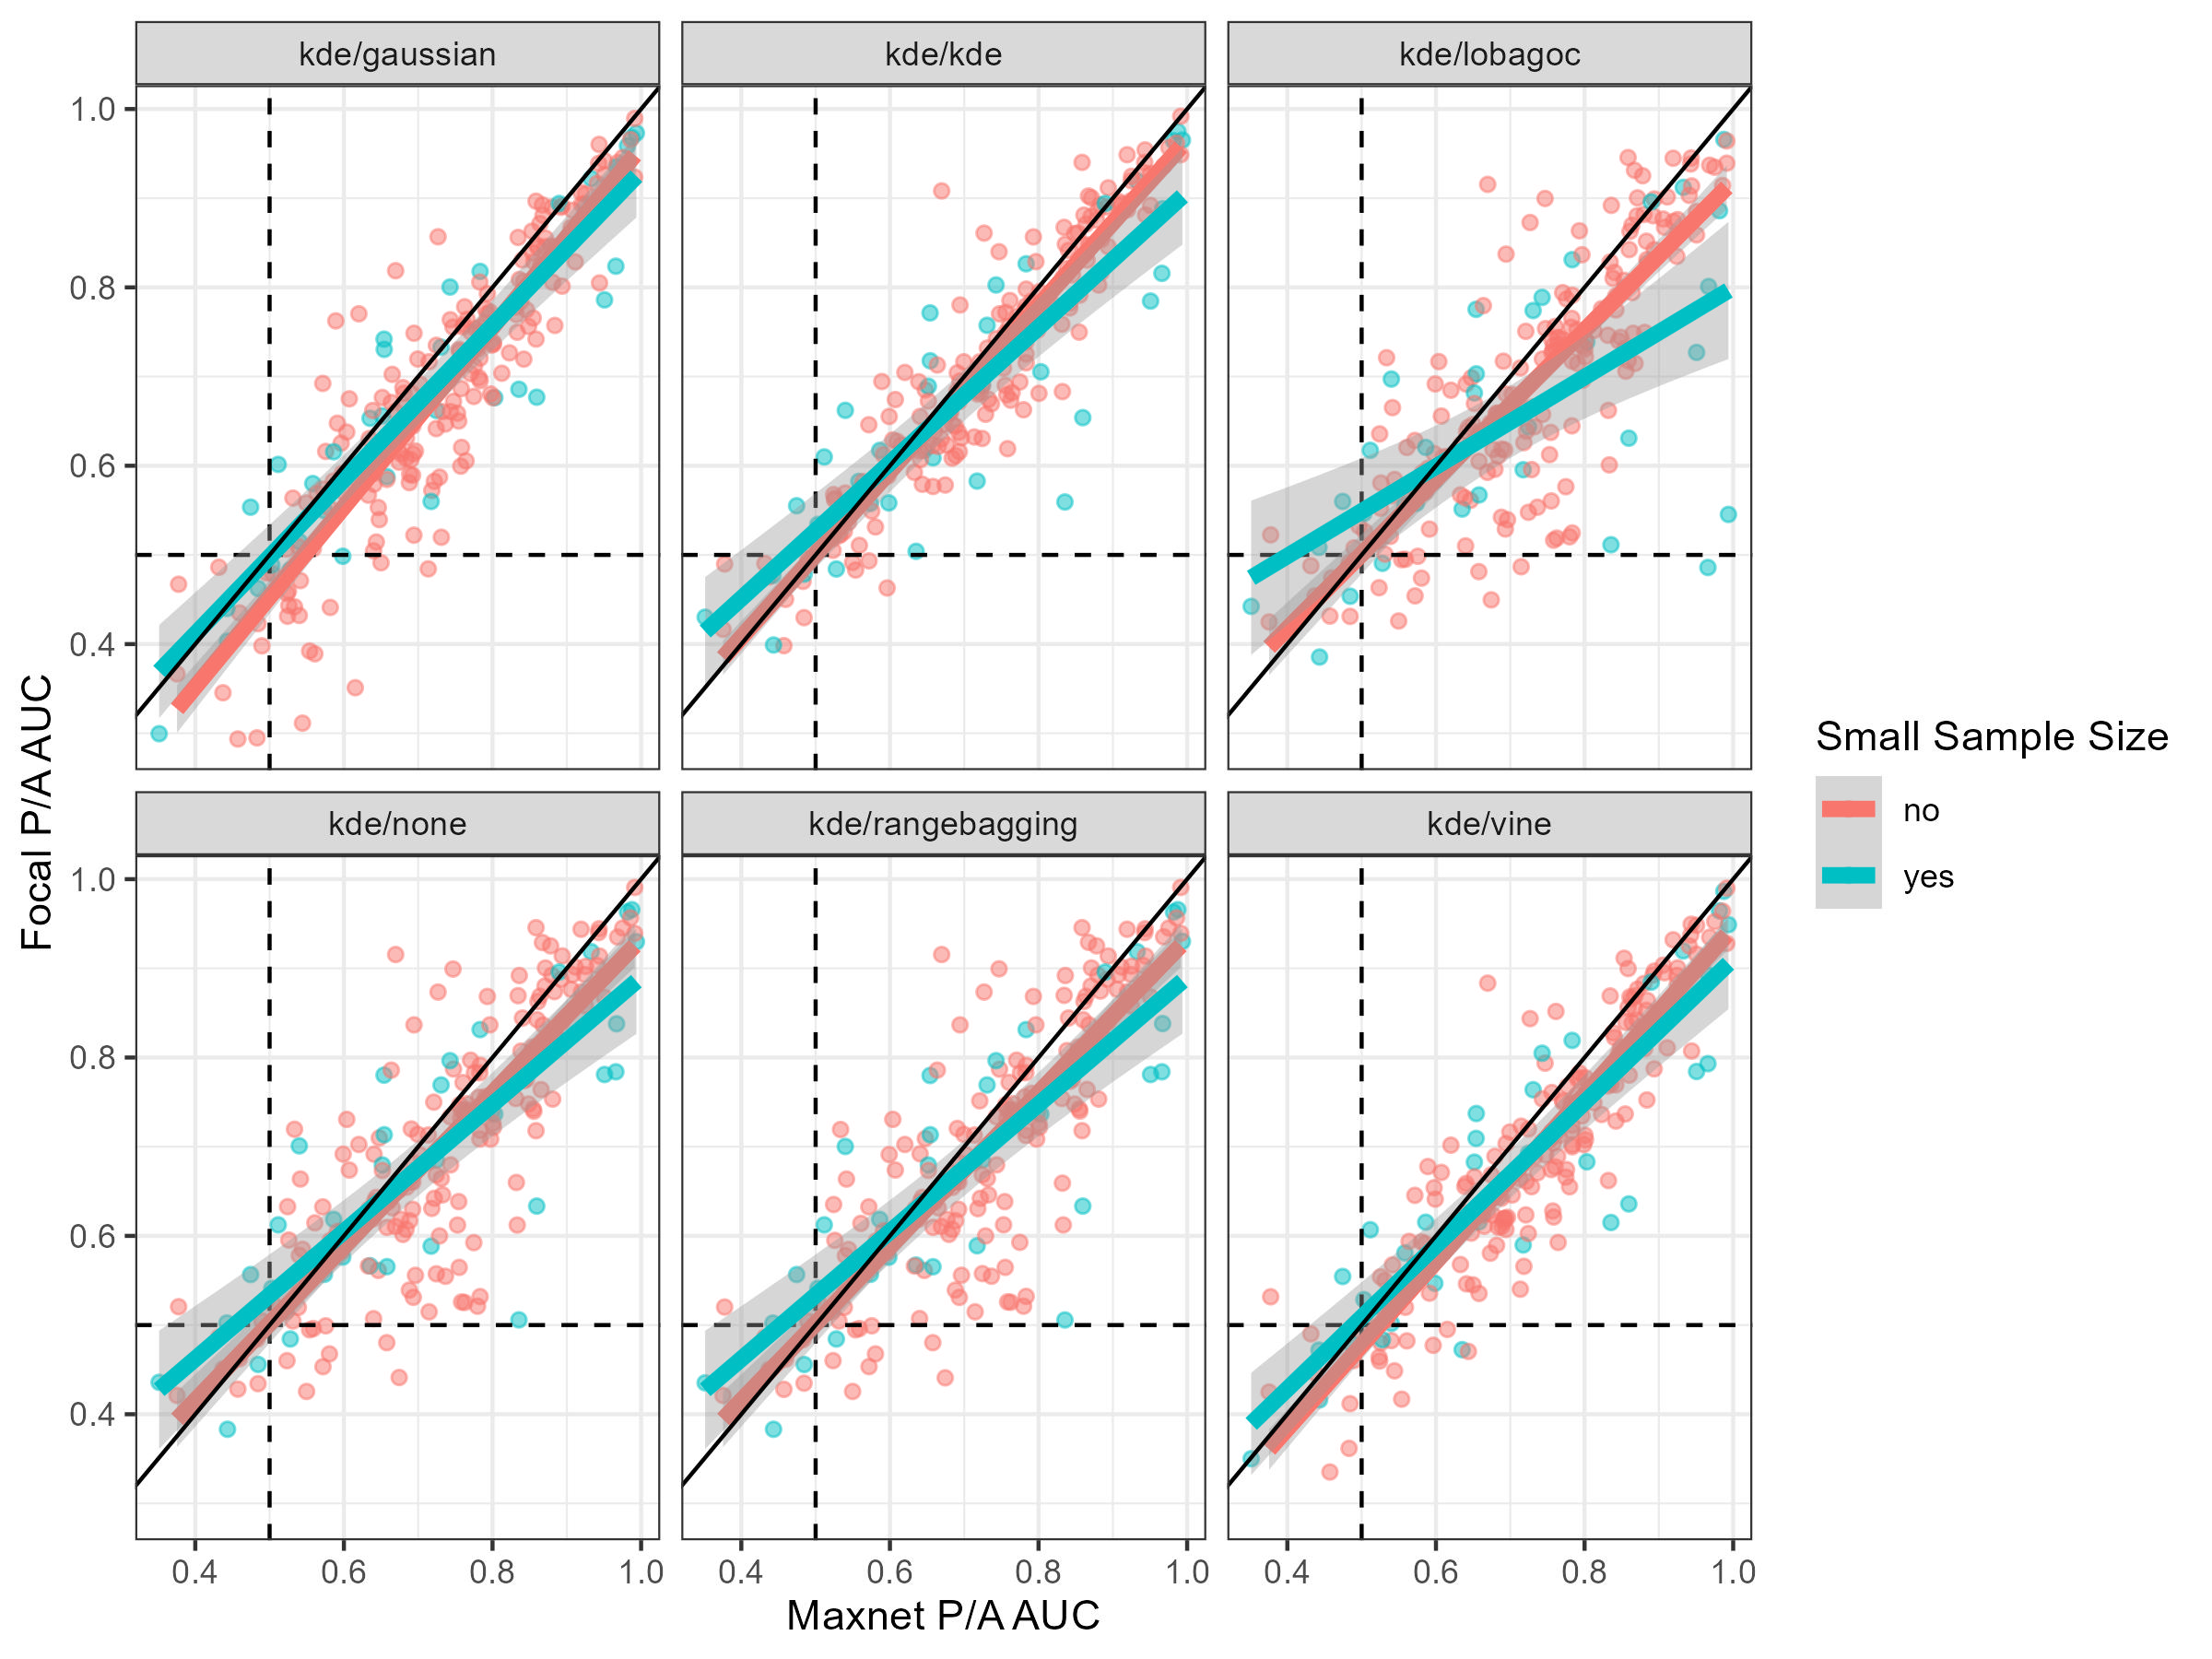 kde/gaussian
kde/kde
kde/lobagoc
1.0
0.8
0.6
0.4
kde/none
kde/rangebagging
kde/vine
1.0
0.8
0.6
0.4
0.4 0.6 0.8 1.0
0.4 0.6 0.8 1.0
0.4 0.6 0.8 1.0
Maxnet P/A AUC
Focal P/A AUC
Small Sample Size
no
yes